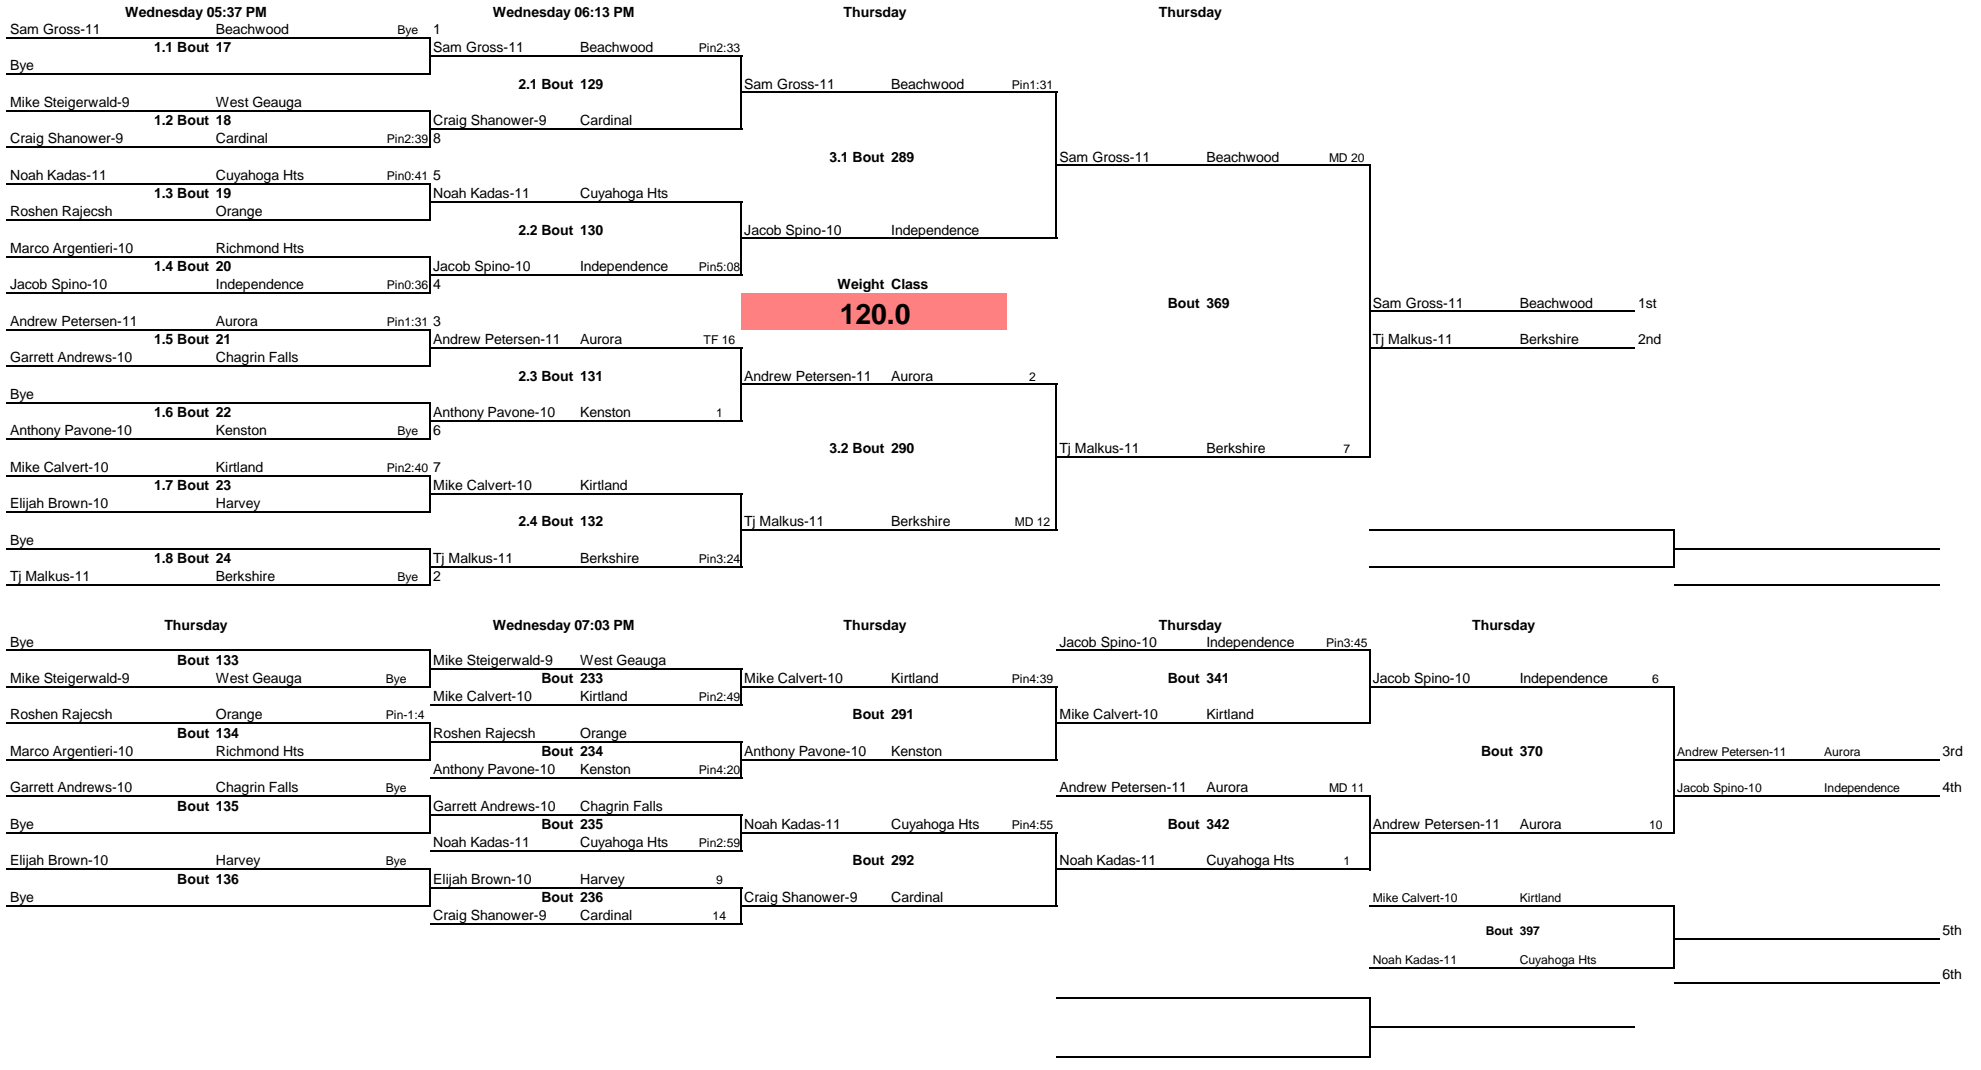 Wednesday 05:37 PM Wednesday 06:13 PM Thursday Thursday
Sam Gross-11 Beachwood Bye 1
1.1 Bout 17 Sam Gross-11 Beachwood Pin2:33
Bye
2.1 Bout 129 Sam Gross-11 Beachwood Pin1:31
Mike Steigerwald-9 West Geauga
1.2 Bout 18 Craig Shanower-9 Cardinal
Craig Shanower-9 Cardinal Pin2:39 8
3.1 Bout 289 Sam Gross-11 Beachwood MD 20
Noah Kadas-11 Cuyahoga Hts Pin0:41 5
1.3 Bout 19 Noah Kadas-11 Cuyahoga Hts
Roshen Rajecsh Orange
2.2 Bout 130 Jacob Spino-10 Independence
Marco Argentieri-10 Richmond Hts
1.4 Bout 20 Jacob Spino-10 Independence Pin5:08
Jacob Spino-10 Independence Pin0:36 4 Weight Class
Bout 369 Sam Gross-11 Beachwood 1st
120.0
Andrew Petersen-11 Aurora Pin1:31 3
1.5 Bout 21 Andrew Petersen-11 Aurora TF 16 Tj Malkus-11 Berkshire 2nd
Garrett Andrews-10 Chagrin Falls
2.3 Bout 131 Andrew Petersen-11 Aurora 2
Bye
1.6 Bout 22 Anthony Pavone-10 Kenston 1
Anthony Pavone-10 Kenston Bye 6
3.2 Bout 290 Tj Malkus-11 Berkshire 7
Mike Calvert-10 Kirtland Pin2:40 7
1.7 Bout 23 Mike Calvert-10 Kirtland
Elijah Brown-10 Harvey
2.4 Bout 132 Tj Malkus-11 Berkshire MD 12
Bye
1.8 Bout 24 Tj Malkus-11 Berkshire Pin3:24
Tj Malkus-11 Berkshire Bye 2
Thursday Wednesday 07:03 PM Thursday Thursday Thursday
Bye Jacob Spino-10 Independence Pin3:45
Bout 133 Mike Steigerwald-9 West Geauga
Mike Steigerwald-9 West Geauga Bye Bout 233 Mike Calvert-10 Kirtland Pin4:39 Bout 341 Jacob Spino-10 Independence 6
Mike Calvert-10 Kirtland Pin2:49
Roshen Rajecsh Orange Pin-1:4 Bout 291 Mike Calvert-10 Kirtland
Bout 134 Roshen Rajecsh Orange
Marco Argentieri-10 Richmond Hts Bout 234 Anthony Pavone-10 Kenston Bout 370 Andrew Petersen-11 Aurora 3rd
Anthony Pavone-10 Kenston Pin4:20
Garrett Andrews-10 Chagrin Falls Bye Andrew Petersen-11 Aurora MD 11 Jacob Spino-10 Independence 4th
Bout 135 Garrett Andrews-10 Chagrin Falls
Bye Bout 235 Noah Kadas-11 Cuyahoga Hts Pin4:55 Bout 342 Andrew Petersen-11 Aurora 10
Noah Kadas-11 Cuyahoga Hts Pin2:59
Elijah Brown-10 Harvey Bye Bout 292 Noah Kadas-11 Cuyahoga Hts 1
Bout 136 Elijah Brown-10 Harvey 9
Bye Bout 236 Craig Shanower-9 Cardinal Mike Calvert-10 Kirtland
Craig Shanower-9 Cardinal 14
Bout 397 5th
Noah Kadas-11 Cuyahoga Hts
6th